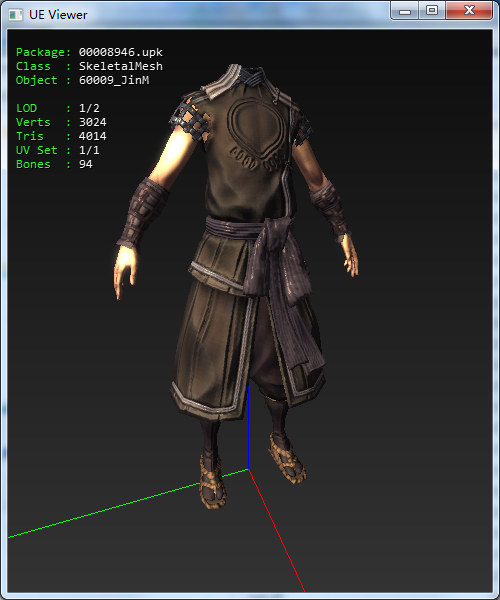 UE Viewer
Package: 00008946.upk
Class : SkeletalMesh
Object : 60009_JinM
LOD : 1/2
Verts : 3024
Tris : 4014
UV Set : 1/1
Bones : 94